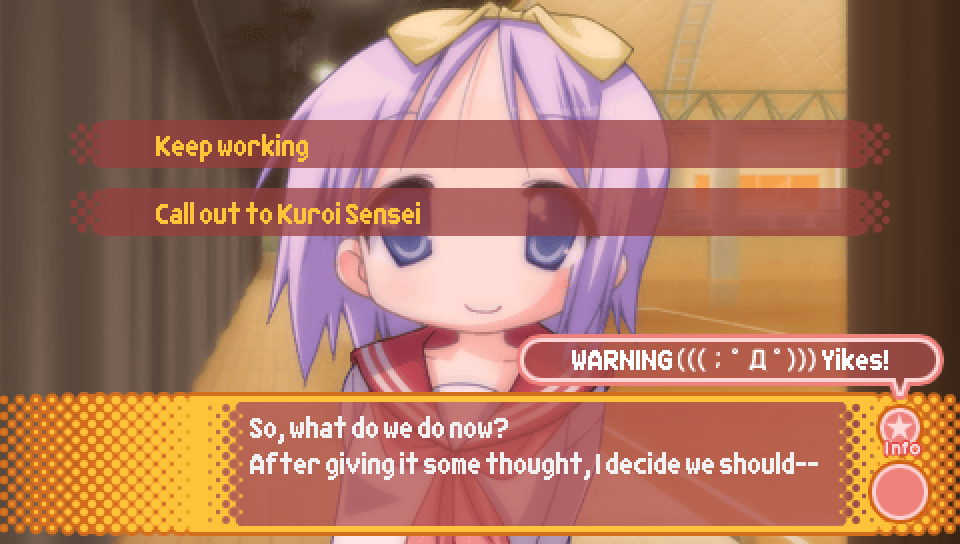 Keep working
Call out to Kuroi Sensei
WARNING(((；ﾟДﾟ)))Yikes!
So, what do we do now?
After giving it some thought, I decide we should--
Info